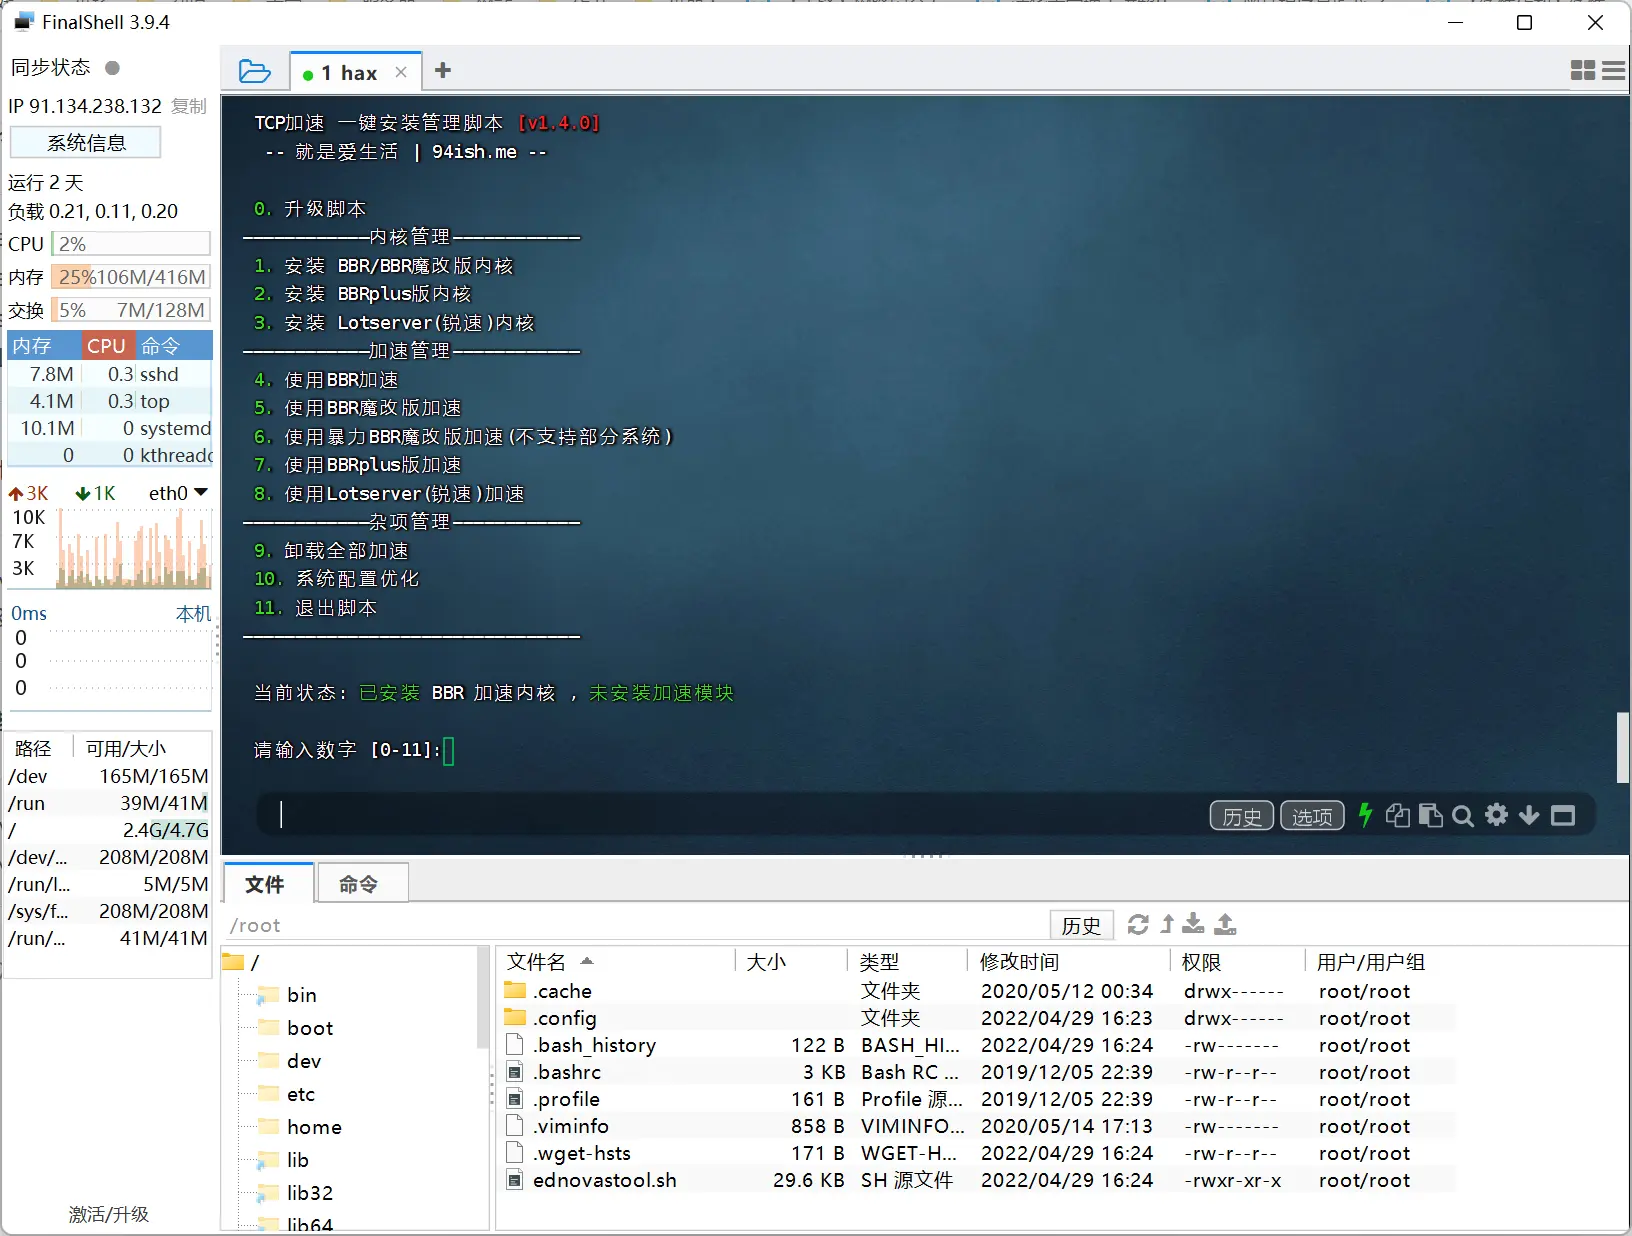 FinalShell 3.9.4
同步状态
IP 91.134.238.132 复制
系统信息
运行 2 天
负载 0.21, 0.11, 0.20
CPU 2%
内存 25% 106M/416M
交换 5% 7M/128M
内存 CPU 命令
7.8M 0.3 sshd
4.1M 0.3 top
10.1M 0 systemd
0 0 kthreadd
3K 1K eth0
10K
7K
3K
0ms 本机
0
0
0
路径 可用/大小
/dev 165M/165M
/run 39M/41M
/ 2.4G/4.7G
/dev/... 208M/208M
/run/l... 5M/5M
/sys/f... 208M/208M
/run/... 41M/41M
激活/升级
1 hax
TCP加速 一键安装管理脚本 [v1.4.0]
-- 就是爱生活 | 94ish.me --
0. 升级脚本
————————————内核管理————————————
1. 安装 BBR/BBR魔改版内核
2. 安装 BBRplus版内核
3. 安装 Lotserver(锐速)内核
————————————加速管理————————————
4. 使用BBR加速
5. 使用BBR魔改版加速
6. 使用暴力BBR魔改版加速(不支持部分系统)
7. 使用BBRplus版加速
8. 使用Lotserver(锐速)加速
————————————杂项管理————————————
9. 卸载全部加速
10. 系统配置优化
11. 退出脚本
————————————————————————————————
当前状态: 已安装 BBR 加速内核 , 未安装加速模块
请输入数字 [0-11]:
历史 选项
文件 命令
/root 历史
/
bin
boot
dev
etc
home
lib
lib32
lib64
文件名 大小 类型 修改时间 权限 用户/用户组
.cache 文件夹 2020/05/12 00:34 drwx------ root/root
.config 文件夹 2022/04/29 16:23 drwx------ root/root
.bash_history 122 B BASH_HI... 2022/04/29 16:24 -rw------- root/root
.bashrc 3 KB Bash RC ... 2019/12/05 22:39 -rw-r--r-- root/root
.profile 161 B Profile 源... 2019/12/05 22:39 -rw-r--r-- root/root
.viminfo 858 B VIMINFO... 2020/05/14 17:13 -rw------- root/root
.wget-hsts 171 B WGET-H... 2022/04/29 16:24 -rw-r--r-- root/root
ednovastool.sh 29.6 KB SH 源文件 2022/04/29 16:24 -rwxr-xr-x root/root